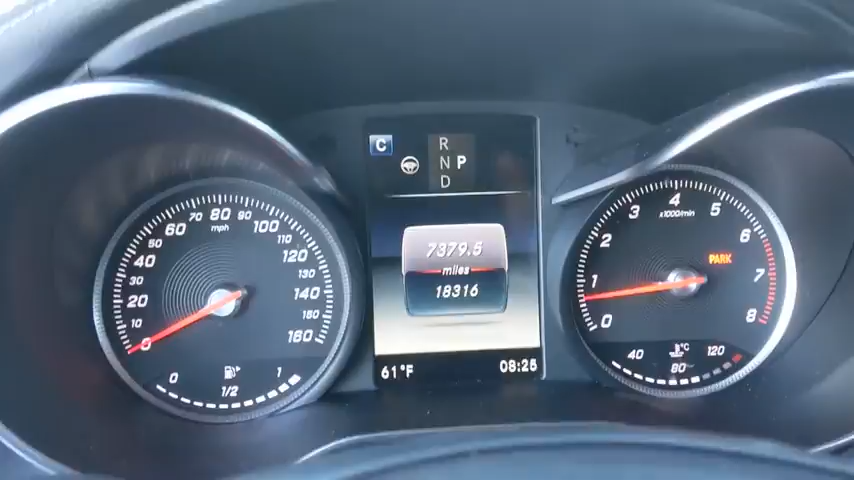 C
R
N P
D
7379.5
miles
18316
61°F 08:25
0 10 20 30 40 50 60 70 80 90 100 110 120 130 140 150 160
mph
0 1/2 1
0 1 2 3 4 5 6 7 8
x1000/min
PARK
40 80 120
°C